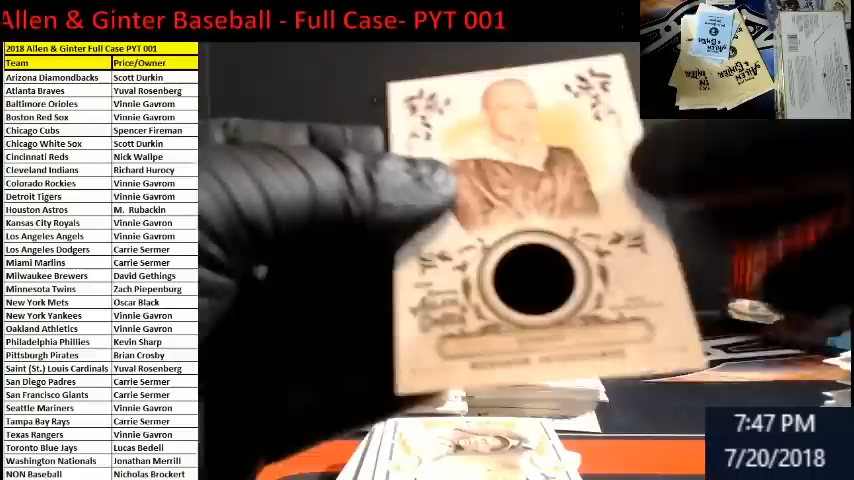 Allen & Ginter Baseball - Full Case- PYT 001
2018 Allen & Ginter Full Case PYT 001
Team Price/Owner
Arizona Diamondbacks Scott Durkin
Atlanta Braves Yuval Rosenberg
Baltimore Orioles Vinnie Gavrom
Boston Red Sox Vinnie Gavrom
Chicago Cubs Spencer Fireman
Chicago White Sox Scott Durkin
Cincinnati Reds Nick Wallpe
Cleveland Indians Richard Hurocy
Colorado Rockies Vinnie Gavrom
Detroit Tigers Vinnie Gavrom
Houston Astros M. Rubackin
Kansas City Royals Vinnie Gavron
Los Angeles Angels Vinnie Gavron
Los Angeles Dodgers Carrie Sermer
Miami Marlins Carrie Sermer
Milwaukee Brewers David Gethings
Minnesota Twins Zach Piepenburg
New York Mets Oscar Black
New York Yankees Vinnie Gavron
Oakland Athletics Vinnie Gavron
Philadelphia Phillies Kevin Sharp
Pittsburgh Pirates Brian Crosby
Saint (St.) Louis Cardinals Yuval Rosenberg
San Diego Padres Carrie Sermer
San Francisco Giants Carrie Sermer
Seattle Mariners Vinnie Gavron
Tampa Bay Rays Carrie Sermer
Texas Rangers Vinnie Gavron
Toronto Blue Jays Lucas Bedell
Washington Nationals Jonathan Merrill
NON Baseball Nicholas Brockert
7:47 PM
7/20/2018